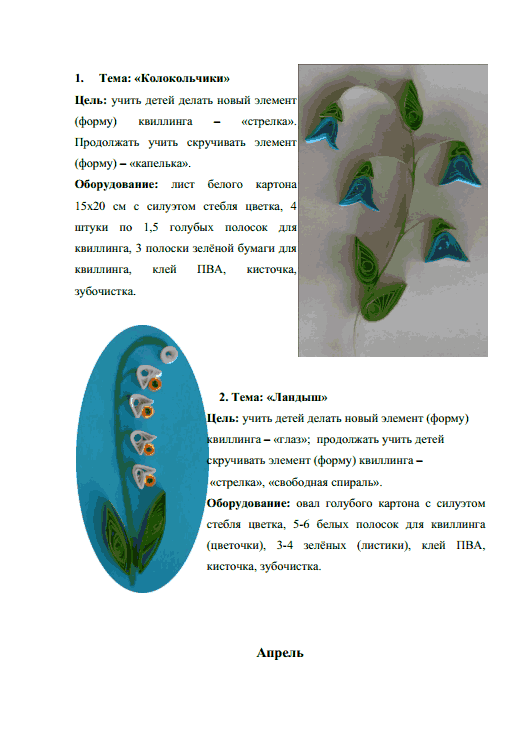 1. Тема: «Колокольчики»
Цель: учить детей делать новый элемент
(форму) квиллинга – «стрелка».
Продолжать учить скручивать элемент
(форму) – «капелька».
Оборудование: лист белого картона
15х20 см с силуэтом стебля цветка, 4
штуки по 1,5 голубых полосок для
квиллинга, 3 полоски зелёной бумаги для
квиллинга, клей ПВА, кисточка,
зубочистка.
2. Тема: «Ландыш»
Цель: учить детей делать новый элемент (форму)
квиллинга – «глаз»; продолжать учить детей
скручивать элемент (форму) квиллинга –
«стрелка», «свободная спираль».
Оборудование: овал голубого картона с силуэтом
стебля цветка, 5-6 белых полосок для квиллинга
(цветочки), 3-4 зелёных (листики), клей ПВА,
кисточка, зубочистка.
Апрель